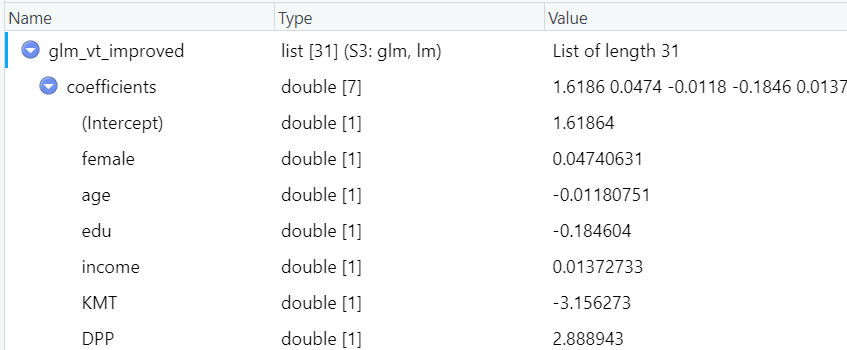 Name Type Value
glm_vt_improved list [31] (S3: glm, lm) List of length 31
coefficients double [7] 1.6186 0.0474 -0.0118 -0.1846 0.0137
(Intercept) double [1] 1.61864
female double [1] 0.04740631
age double [1] -0.01180751
edu double [1] -0.184604
income double [1] 0.01372733
KMT double [1] -3.156273
DPP double [1] 2.888943